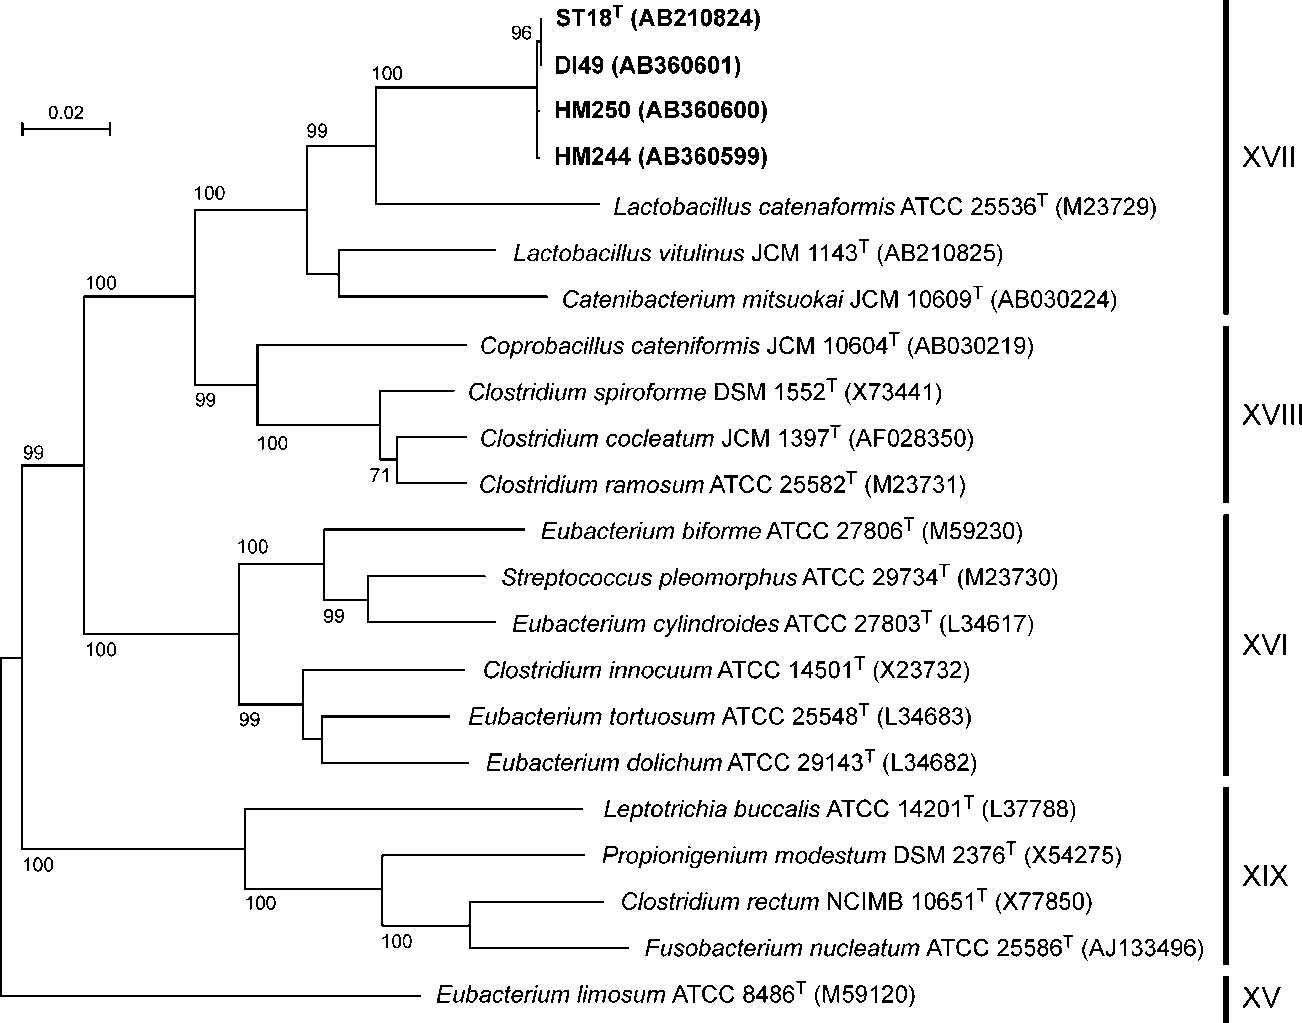 ST18T (AB210824)
96
DI49 (AB360601)
100
0.02
HM250 (AB360600)
99
HM244 (AB360599)
XVII
100
Lactobacillus catenaformis ATCC 25536T (M23729)
Lactobacillus vitulinus JCM 1143T (AB210825)
100
Catenibacterium mitsuokai JCM 10609T (AB030224)
Coprobacillus cateniformis JCM 10604T (AB030219)
99
Clostridium spiroforme DSM 1552T (X73441)
XVIII
100
Clostridium cocleatum JCM 1397T (AF028350)
99
71
Clostridium ramosum ATCC 25582T (M23731)
Eubacterium biforme ATCC 27806T (M59230)
100
Streptococcus pleomorphus ATCC 29734T (M23730)
99
Eubacterium cylindroides ATCC 27803T (L34617)
100
XVI
Clostridium innocuum ATCC 14501T (X23732)
99
Eubacterium tortuosum ATCC 25548T (L34683)
Eubacterium dolichum ATCC 29143T (L34682)
Leptotrichia buccalis ATCC 14201T (L37788)
100
Propionigenium modestum DSM 2376T (X54275)
XIX
100
Clostridium rectum NCIMB 10651T (X77850)
100
Fusobacterium nucleatum ATCC 25586T (AJ133496)
Eubacterium limosum ATCC 8486T (M59120)
XV